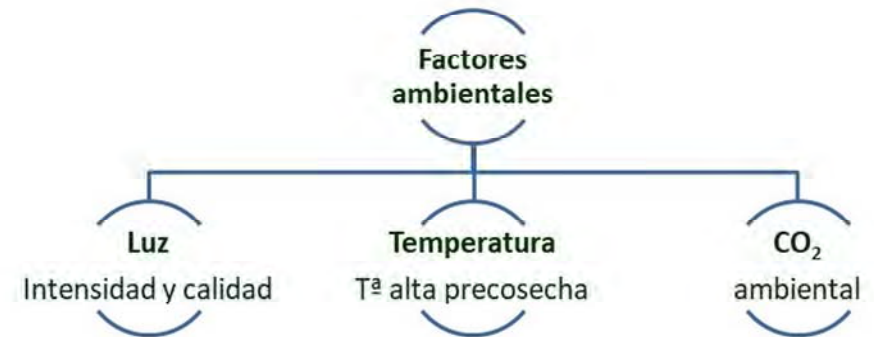 Factores
ambientales
Luz
Intensidad y calidad
Temperatura
Tª alta precosecha
CO₂
ambiental